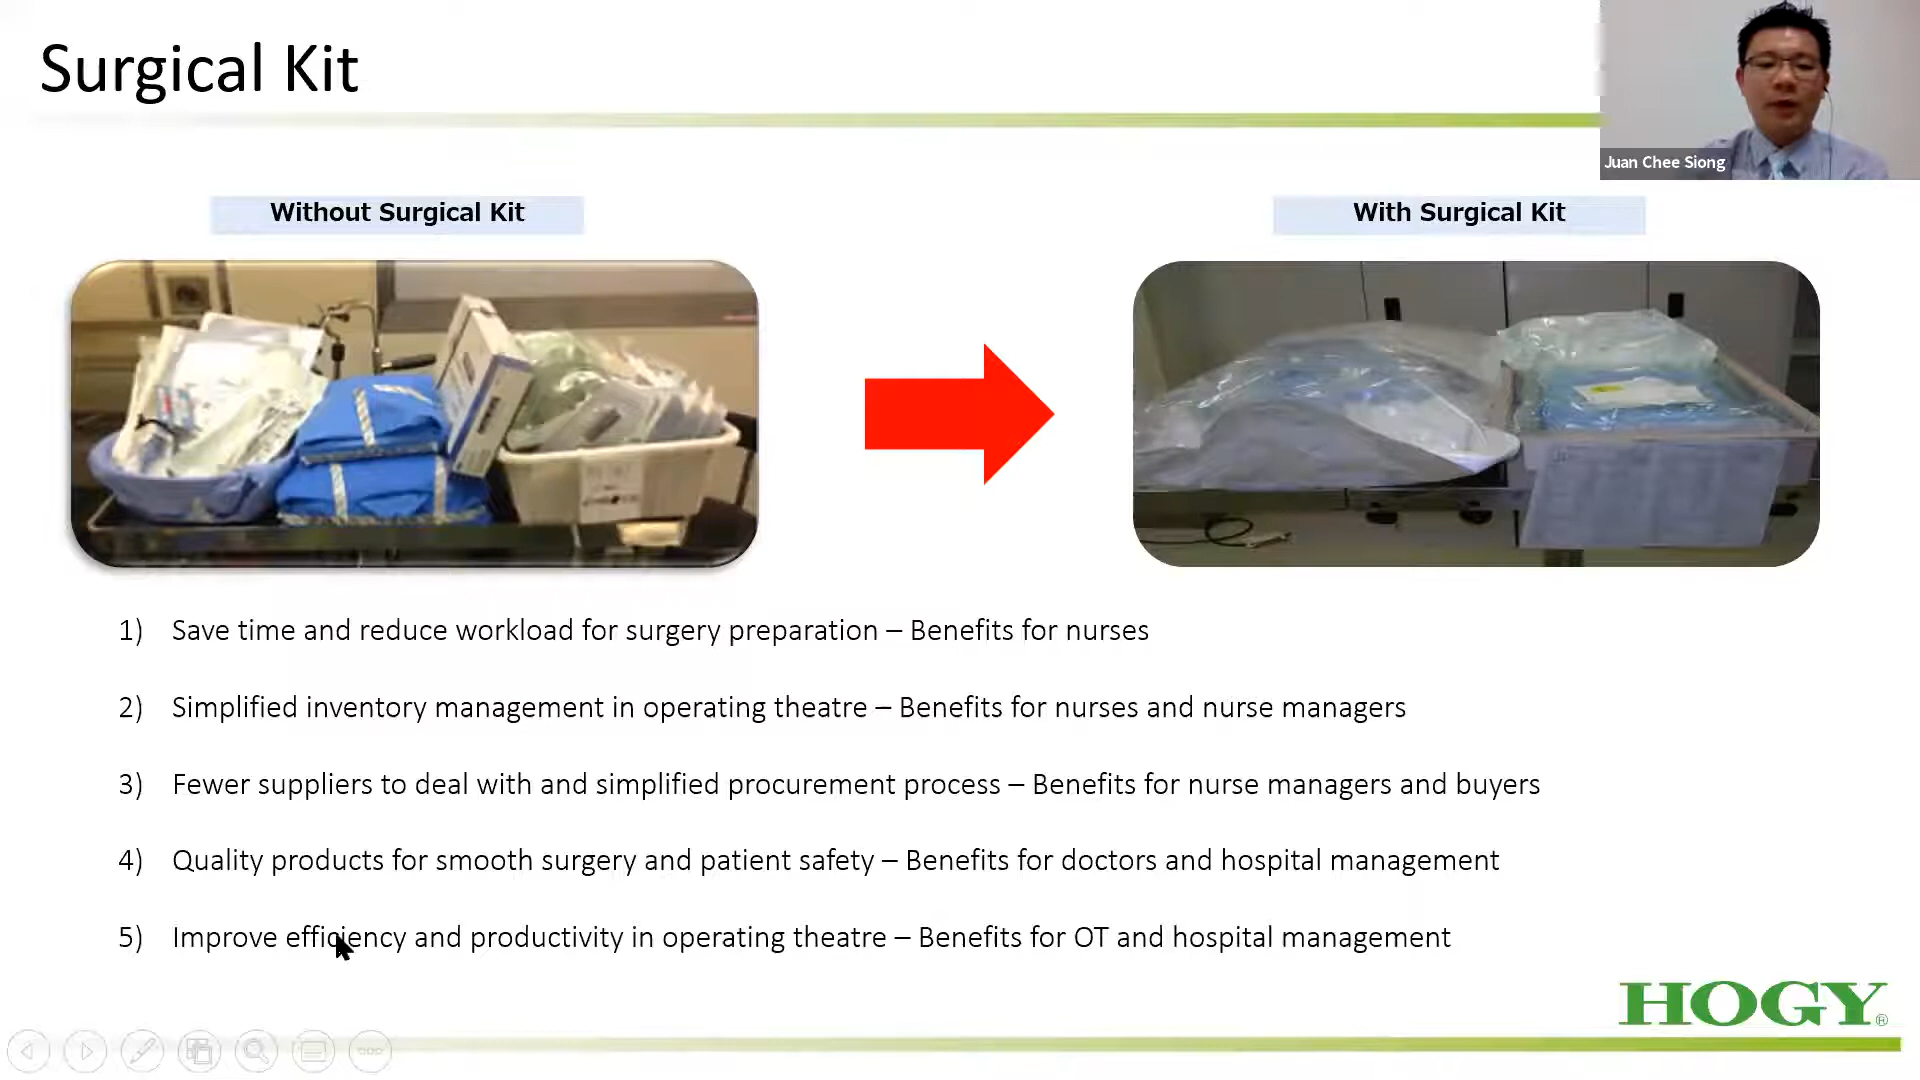 Surgical Kit
Juan Chee Siong
Without Surgical Kit
With Surgical Kit
1) Save time and reduce workload for surgery preparation – Benefits for nurses
2) Simplified inventory management in operating theatre – Benefits for nurses and nurse managers
3) Fewer suppliers to deal with and simplified procurement process – Benefits for nurse managers and buyers
4) Quality products for smooth surgery and patient safety – Benefits for doctors and hospital management
5) Improve efficiency and productivity in operating theatre – Benefits for OT and hospital management
HOGY®